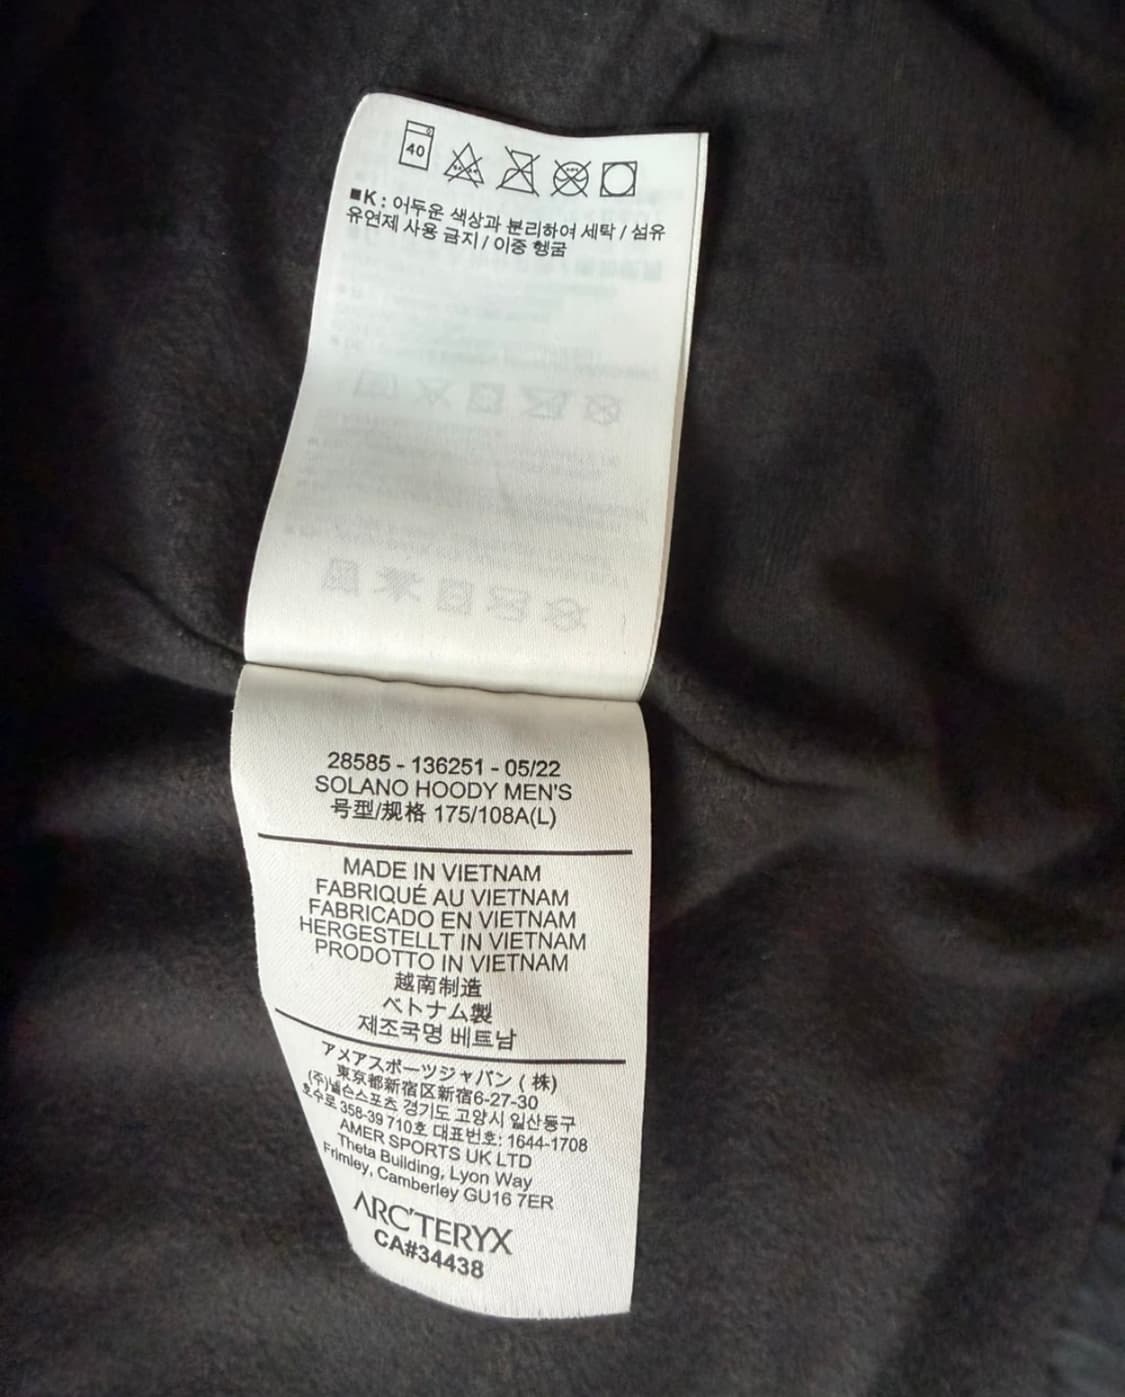 40
■K : 어두운 색상과 분리하여 세탁 / 섬유
유연제 사용 금지 / 이중 헹굼
28585 - 136251 - 05/22
SOLANO HOODY MEN'S
号型/规格 175/108A(L)
MADE IN VIETNAM
FABRIQUÉ AU VIETNAM
FABRICADO EN VIETNAM
HERGESTELLT IN VIETNAM
PRODOTTO IN VIETNAM
越南制造
ベトナム製
제조국명 베트남
アメアスポーツジャパン ( 株)
東京都新宿区新宿6-27-30
(주)넬슨스포츠 경기도 고양시 일산동구
호수로 358-39 710호 대표번호: 1644-1708
AMER SPORTS UK LTD
Theta Building, Lyon Way
Frimley, Camberley GU16 7ER
ARC'TERYX
CA#34438